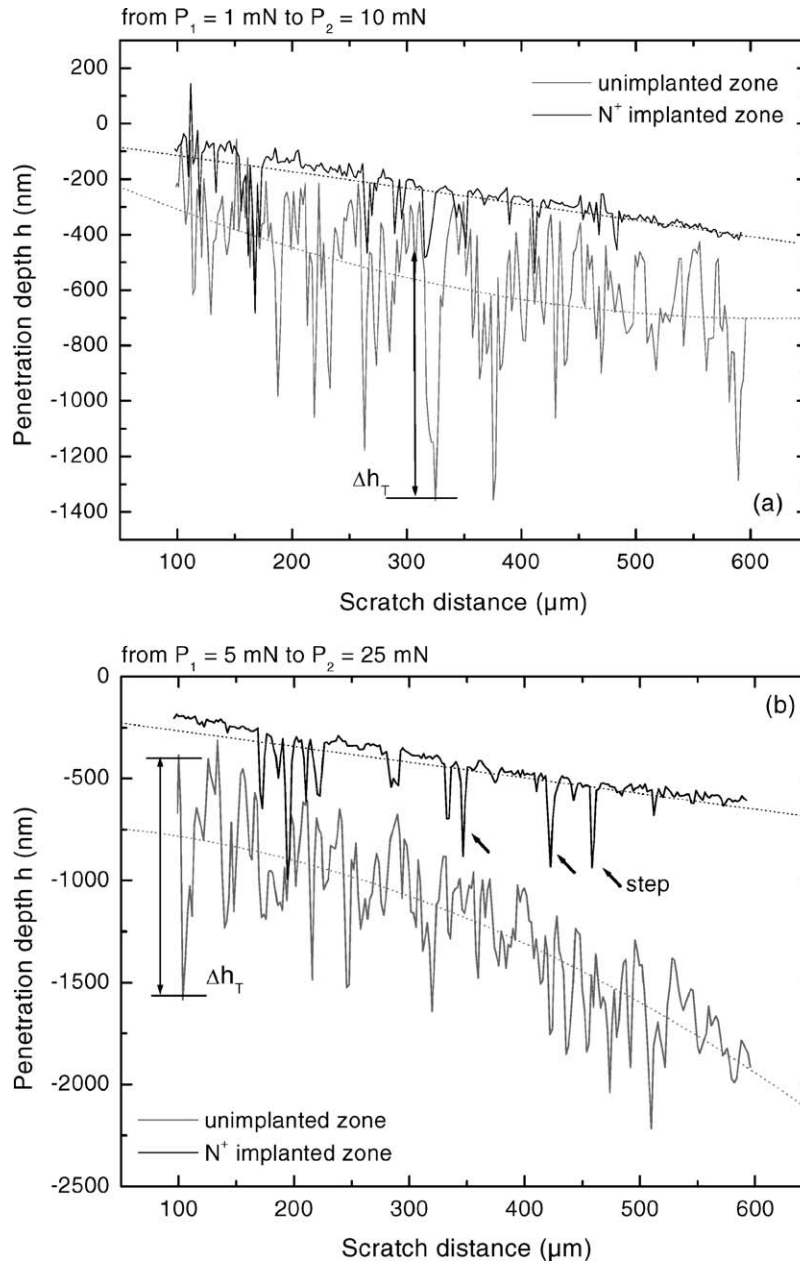 from P₁ = 1 mN to P₂ = 10 mN
200
0
-200
-400
-600
-800
-1000
-1200
-1400
Penetration depth h (nm)
unimplanted zone
N⁺ implanted zone
Δh_T
(a)
100 200 300 400 500 600
Scratch distance (µm)
from P₁ = 5 mN to P₂ = 25 mN
0
-500
-1000
-1500
-2000
-2500
Penetration depth h (nm)
(b)
step
Δh_T
unimplanted zone
N⁺ implanted zone
100 200 300 400 500 600
Scratch distance (µm)